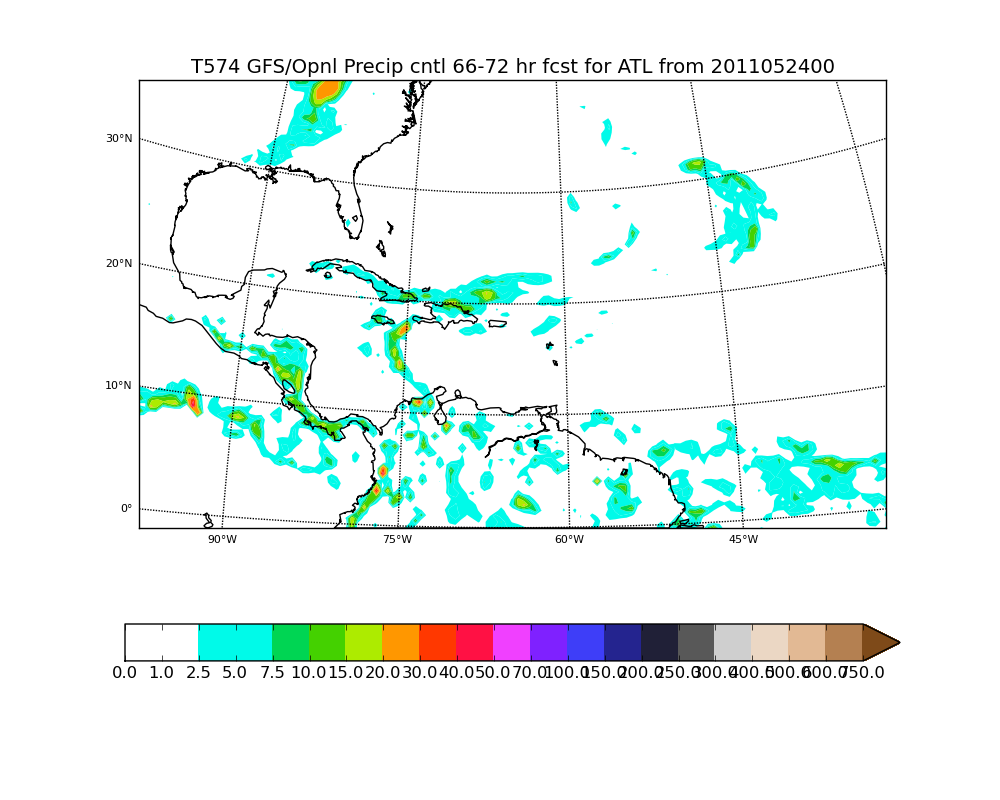 T574 GFS/Opnl Precip cntl 66-72 hr fcst for ATL from 2011052400
30°N
20°N
10°N
0°
90°W 75°W 60°W 45°W
0.0 1.0 2.5 5.0 7.5 10.0 15.0 20.0 30.0 40.0 50.0 70.0 100.0 150.0 200.0 250.0 300.0 400.0 500.0 600.0 750.0